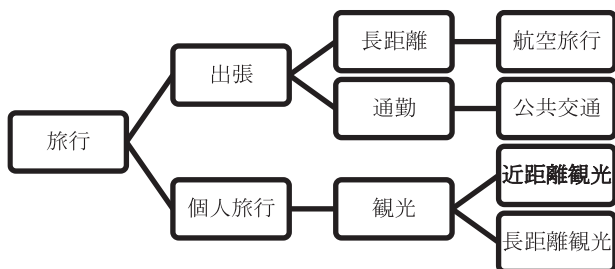 長距離
航空旅行
出張
通勤
公共交通
旅行
近距離観光
個人旅行
観光
長距離観光